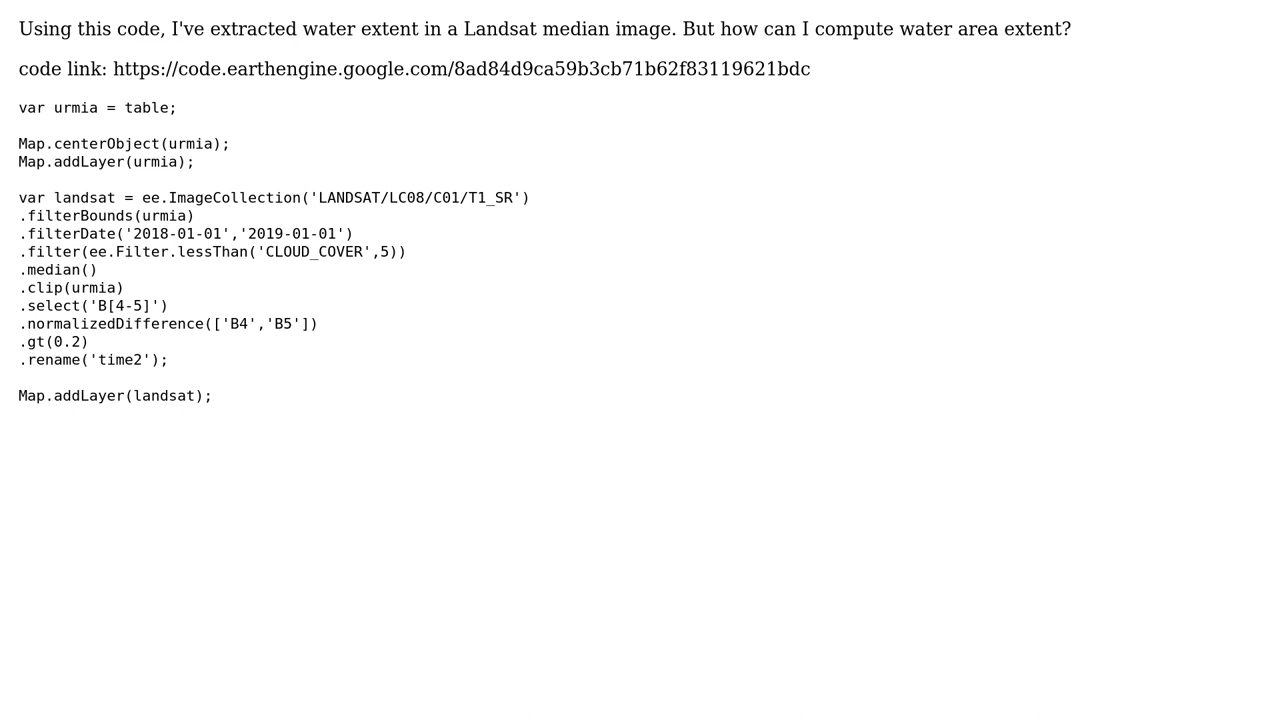 Using this code, I've extracted water extent in a Landsat median image. But how can I compute water area extent?
code link: https://code.earthengine.google.com/8ad84d9ca59b3cb71b62f83119621bdc
var urmia = table;
Map.centerObject(urmia);
Map.addLayer(urmia);
var landsat = ee.ImageCollection('LANDSAT/LC08/C01/T1_SR')
.filterBounds(urmia)
.filterDate('2018-01-01','2019-01-01')
.filter(ee.Filter.lessThan('CLOUD_COVER',5))
.median()
.clip(urmia)
.select('B[4-5]')
.normalizedDifference(['B4','B5'])
.gt(0.2)
.rename('time2');
Map.addLayer(landsat);